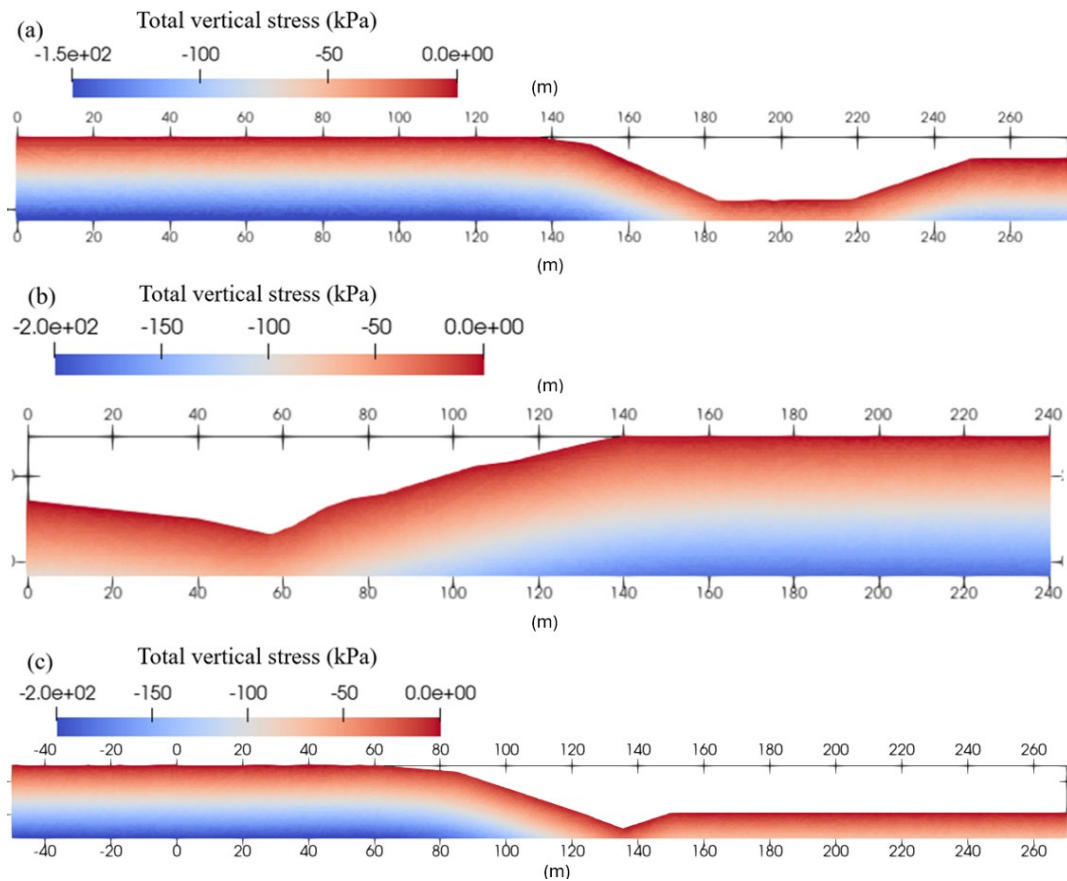 (a) Total vertical stress (kPa)
-1.5e+02 -100 -50 0.0e+00
(m)
0 20 40 60 80 100 120 140 160 180 200 220 240 260
0 20 40 60 80 100 120 140 160 180 200 220 240 260
(m)
(b) Total vertical stress (kPa)
-2.0e+02 -150 -100 -50 0.0e+00
(m)
0 20 40 60 80 100 120 140 160 180 200 220 240
0 20 40 60 80 100 120 140 160 180 200 220 240
(m)
(c) Total vertical stress (kPa)
-2.0e+02 -150 -100 -50 0.0e+00
-40 -20 0 20 40 60 80 100 120 140 160 180 200 220 240 260
-40 -20 0 20 40 60 80 100 120 140 160 180 200 220 240 260
(m)